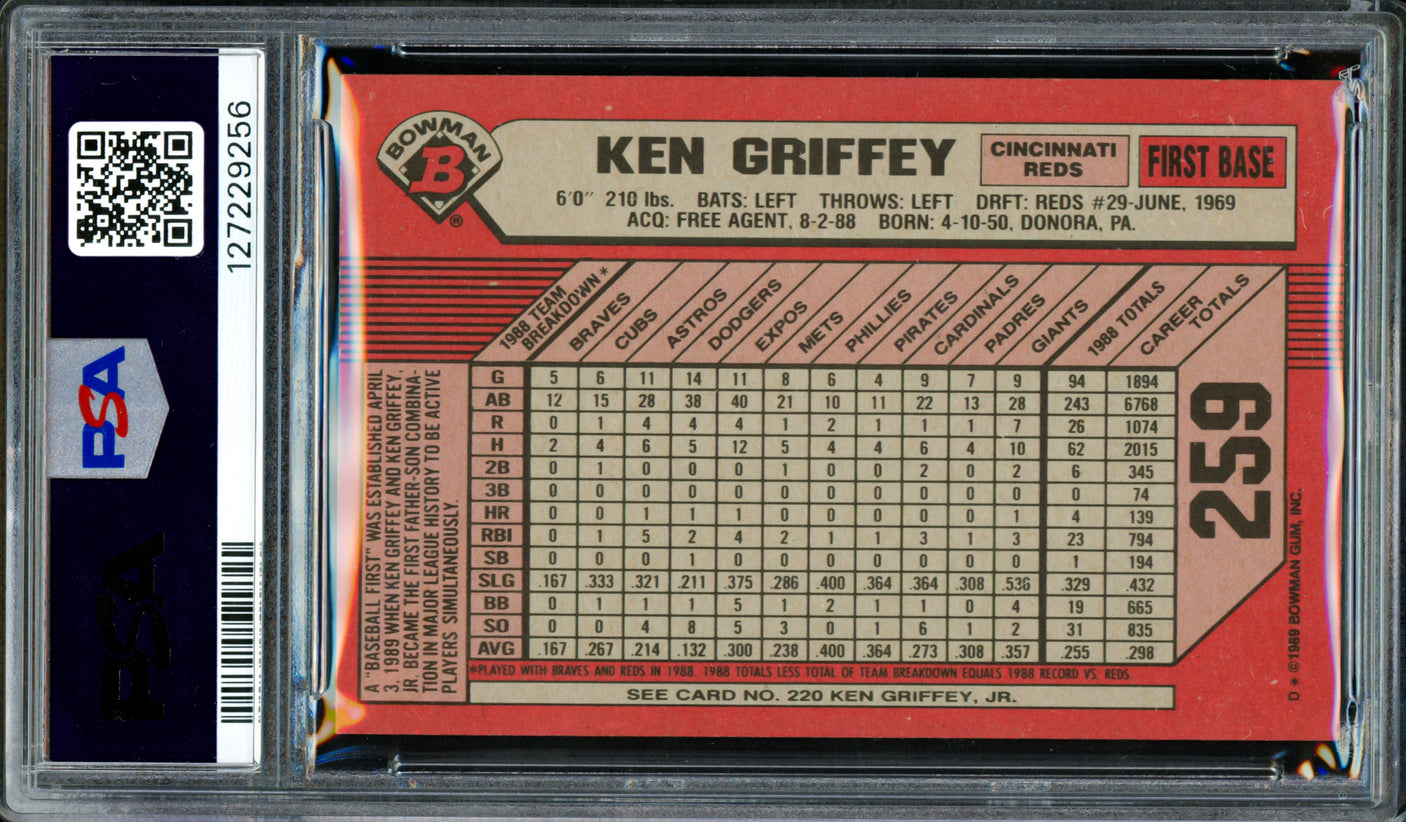 127229256
PSA
PSA
BOWMAN
B
®
KEN GRIFFEY
CINCINNATI
REDS
FIRST BASE
6'0" 210 lbs. BATS: LEFT THROWS: LEFT DRFT: REDS #29-JUNE, 1969
ACQ: FREE AGENT, 8-2-88 BORN: 4-10-50, DONORA, PA.
1988 TEAM
BREAKDOWN* BRAVES CUBS ASTROS DODGERS EXPOS METS PHILLIES PIRATES CARDINALS PADRES GIANTS 1988 TOTALS CAREER TOTALS
G 5 6 11 14 11 8 6 4 9 7 9 94 1894
AB 12 15 28 38 40 21 10 11 22 13 28 243 6768
R 0 1 4 4 4 1 2 1 1 1 7 26 1074
H 2 4 6 5 12 5 4 4 6 4 10 62 2015
2B 0 1 0 0 0 1 0 0 2 0 2 6 345
3B 0 0 0 0 0 0 0 0 0 0 0 0 74
HR 0 0 1 1 1 0 0 0 0 0 1 4 139
RBI 0 1 5 2 4 2 1 1 3 1 3 23 794
SB 0 0 0 1 0 0 0 0 0 0 0 1 194
SLG .167 .333 .321 .211 .375 .286 .400 .364 .364 .308 .536 .329 .432
BB 0 1 1 1 5 1 2 1 1 0 4 19 665
SO 0 0 4 8 5 3 0 1 6 1 2 31 835
AVG .167 .267 .214 .132 .300 .238 .400 .364 .273 .308 .357 .255 .298
*PLAYED WITH BRAVES AND REDS IN 1988. 1988 TOTALS LESS TOTAL OF TEAM BREAKDOWN EQUALS 1988 RECORD VS. REDS.
SEE CARD NO. 220 KEN GRIFFEY, JR.
A "BASEBALL FIRST" WAS ESTABLISHED APRIL
3, 1989 WHEN KEN GRIFFEY AND KEN GRIFFEY,
JR. BECAME THE FIRST FATHER-SON COMBINA-
TION IN MAJOR LEAGUE HISTORY TO BE ACTIVE
PLAYERS SIMULTANEOUSLY.
259
D * ©1989 BOWMAN GUM, INC.